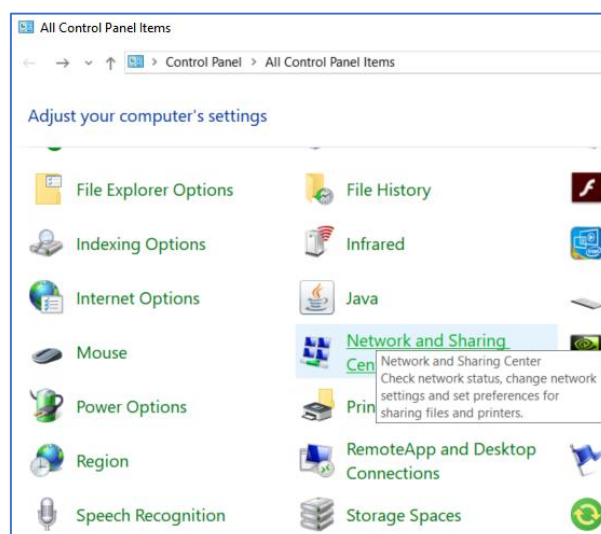 All Control Panel Items
Control Panel > All Control Panel Items
Adjust your computer's settings
File Explorer Options
File History
Indexing Options
Infrared
Internet Options
Java
Mouse
Network and Sharing
Cen
Network and Sharing Center
Check network status, change network
settings and set preferences for
sharing files and printers.
Power Options
Prin
Region
RemoteApp and Desktop
Connections
Speech Recognition
Storage Spaces